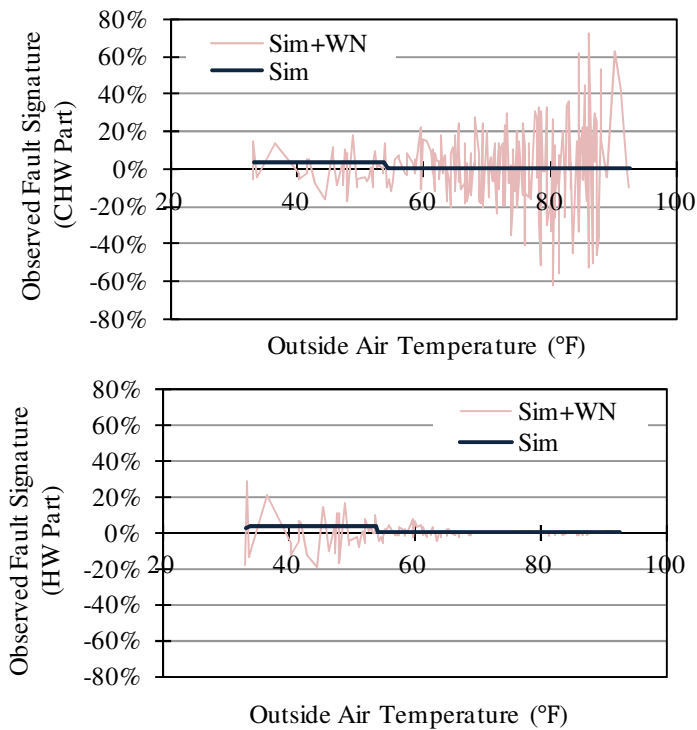 80%
60%
40%
20%
0%
-20%
-40%
-60%
-80%
20 40 60 80 100
Sim+WN
Sim
Observed Fault Signature
(CHW Part)
Outside Air Temperature (°F)
80%
60%
40%
20%
0%
-20%
-40%
-60%
-80%
20 40 60 80 100
Sim+WN
Sim
Observed Fault Signature
(HW Part)
Outside Air Temperature (°F)